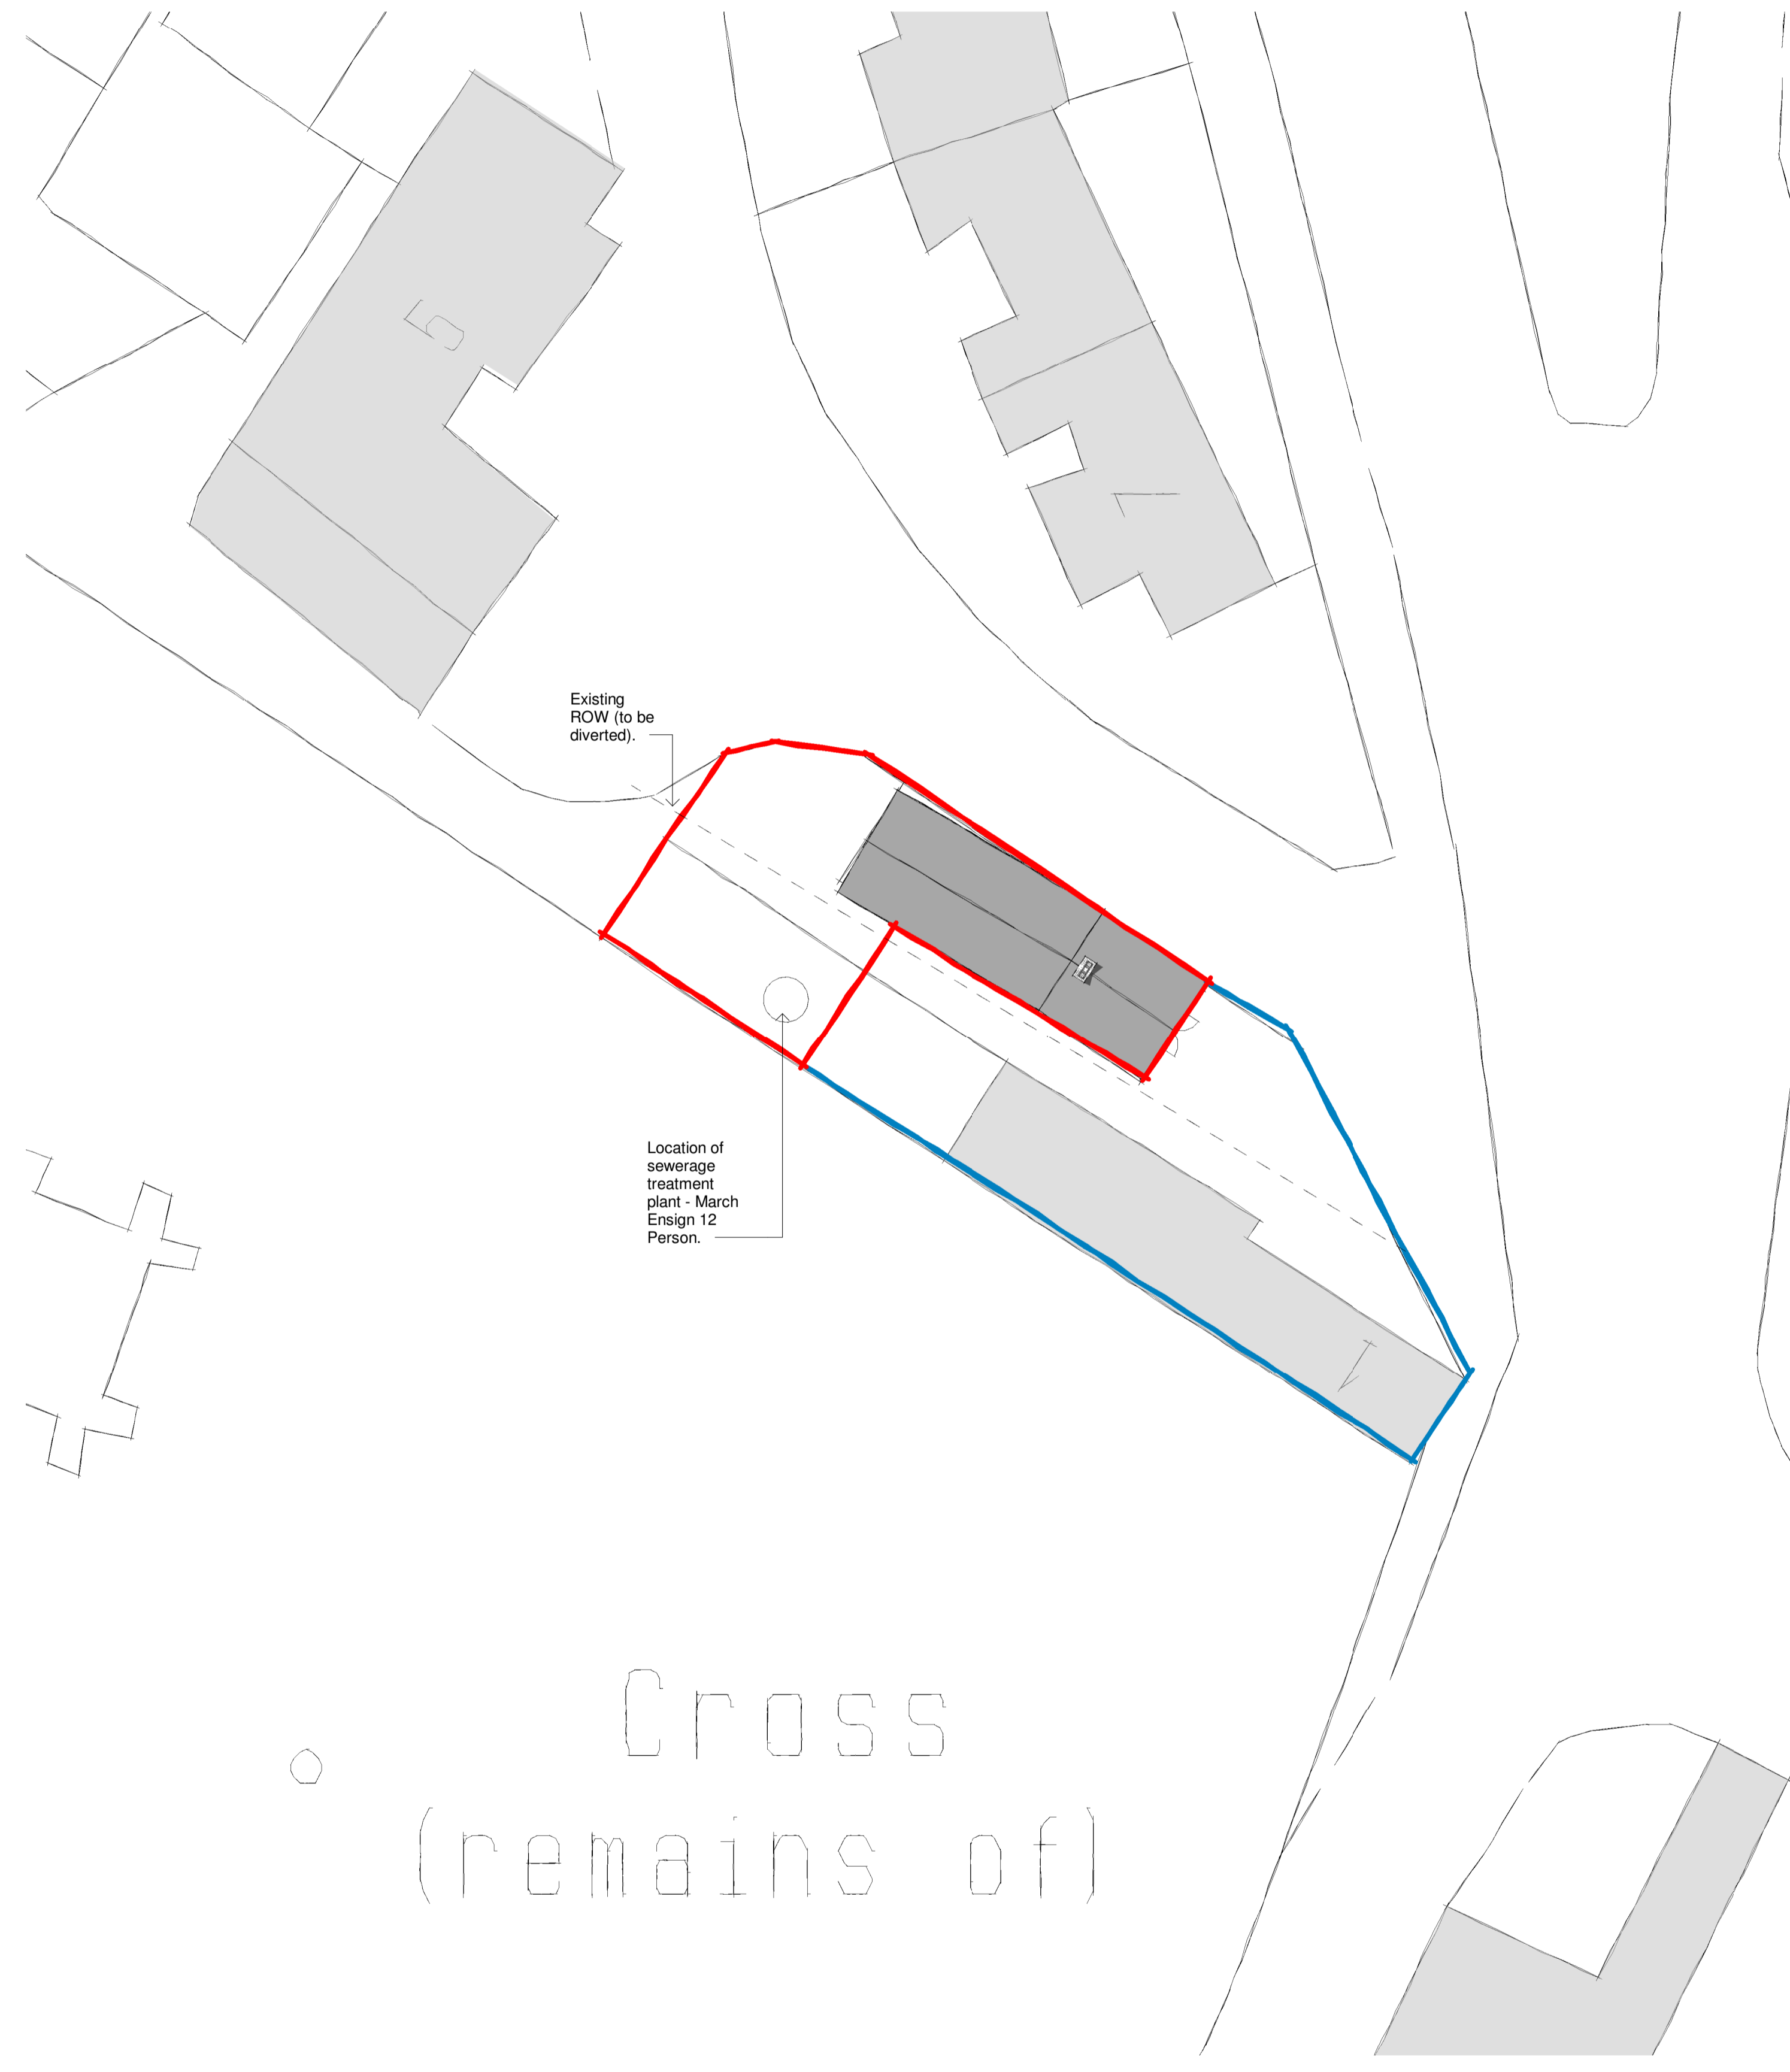 Existing
ROW (to be
diverted).
Location of
sewerage
treatment
plant - March
Ensign 12
Person.
Cross
(remains of)